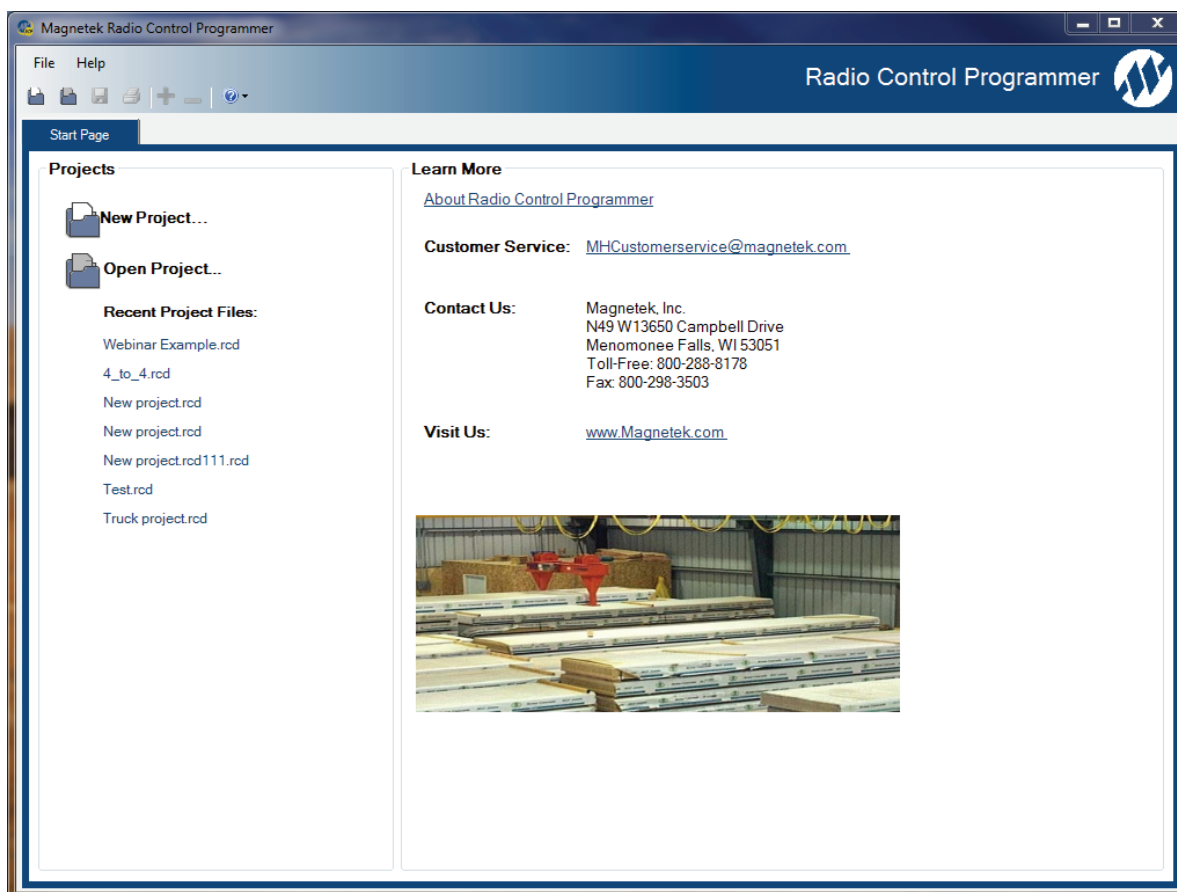 Magnetek Radio Control Programmer
File Help
Radio Control Programmer
Start Page
Projects
New Project...
Open Project...
Recent Project Files:
Webinar Example.rcd
4_to_4.rcd
New project.rcd
New project.rcd
New project.rcd111.rcd
Test.rcd
Truck project.rcd
Learn More
About Radio Control Programmer
Customer Service: MHCustomerservice@magnetek.com
Contact Us: Magnetek, Inc.
N49 W13650 Campbell Drive
Menomonee Falls, WI 53051
Toll-Free: 800-288-8178
Fax: 800-298-3503
Visit Us: www.Magnetek.com